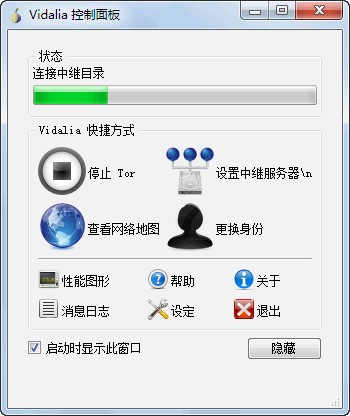 Vidalia 控制面板
状态
连接中继目录
Vidalia 快捷方式
停止 Tor
设置中继服务器\n
查看网络地图
更换身份
性能图形
帮助
关于
消息日志
设定
退出
启动时显示此窗口
隐藏